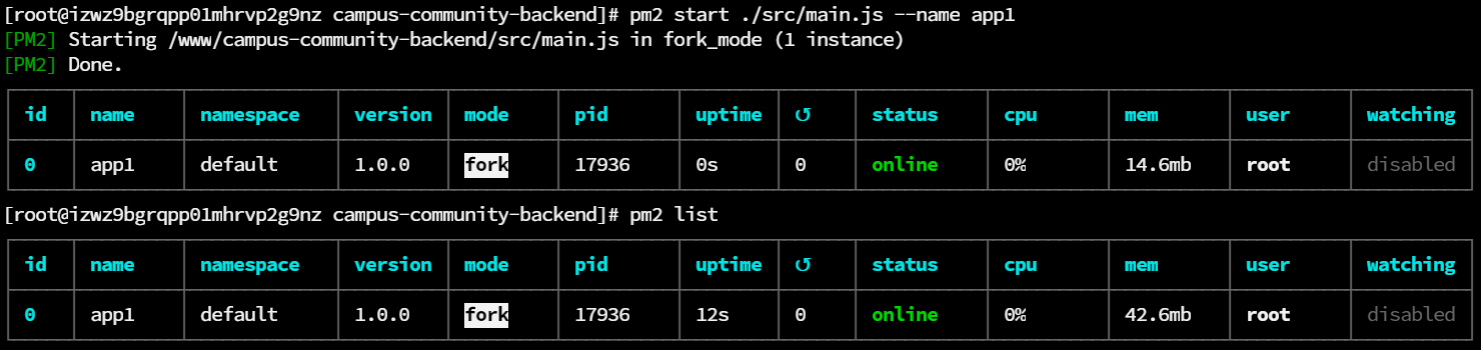 [root@izwz9bgrqpp01mhrvp2g9nz campus-community-backend]# pm2 start ./src/main.js --name app1
[PM2] Starting /www/campus-community-backend/src/main.js in fork_mode (1 instance)
[PM2] Done.
id name namespace version mode pid uptime ↺ status cpu mem user watching
0 app1 default 1.0.0 fork 17936 0s 0 online 0% 14.6mb root disabled
[root@izwz9bgrqpp01mhrvp2g9nz campus-community-backend]# pm2 list
id name namespace version mode pid uptime ↺ status cpu mem user watching
0 app1 default 1.0.0 fork 17936 12s 0 online 0% 42.6mb root disabled